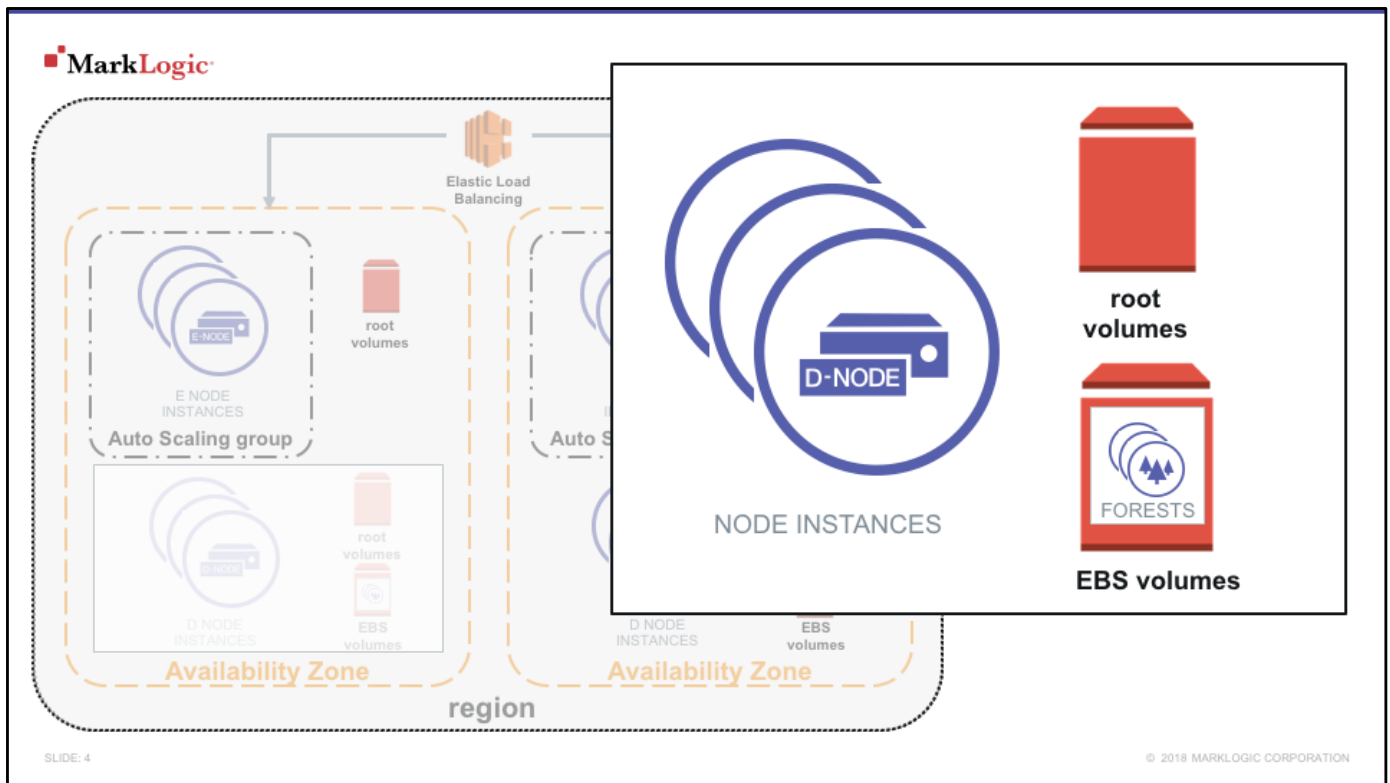 MarkLogic
Elastic Load
Balancing
E-NODE
E NODE
INSTANCES
Auto Scaling group
root
volumes
D-NODE
D NODE
INSTANCES
root
volumes
EBS
volumes
Availability Zone
Auto S
D NODE
INSTANCES
EBS
volumes
Availability Zone
region
D-NODE
NODE INSTANCES
root
volumes
FORESTS
EBS volumes
SLIDE: 4
© 2018 MARKLOGIC CORPORATION